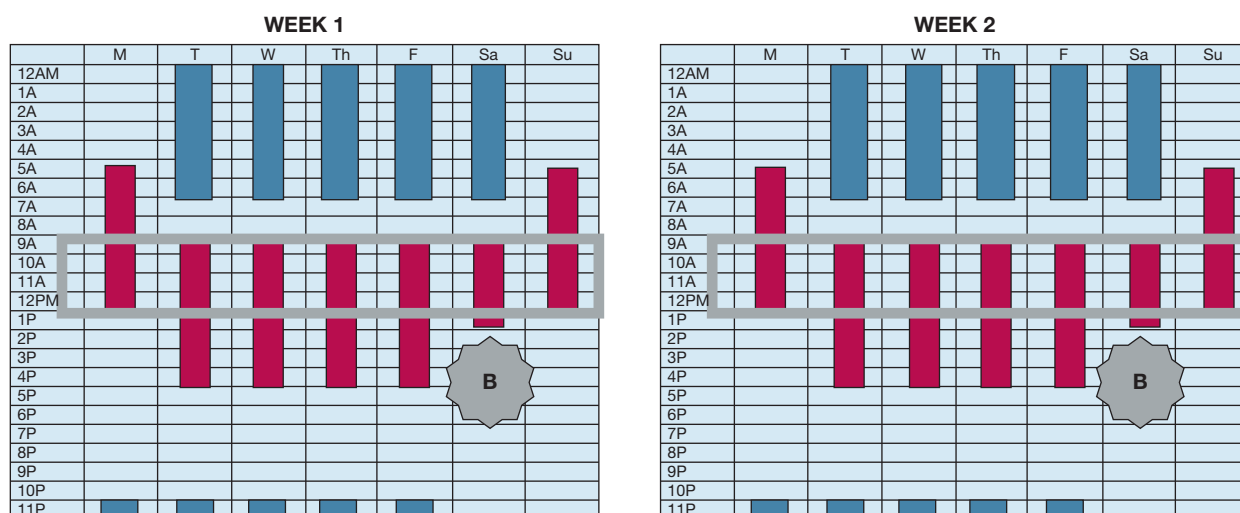 WEEK 1
M T W Th F Sa Su
12AM
1A
2A
3A
4A
5A
6A
7A
8A
9A
10A
11A
12PM
1P
2P
3P
4P
5P
6P
7P
8P
9P
10P
11P
B
WEEK 2
M T W Th F Sa Su
12AM
1A
2A
3A
4A
5A
6A
7A
8A
9A
10A
11A
12PM
1P
2P
3P
4P
5P
6P
7P
8P
9P
10P
11P
B